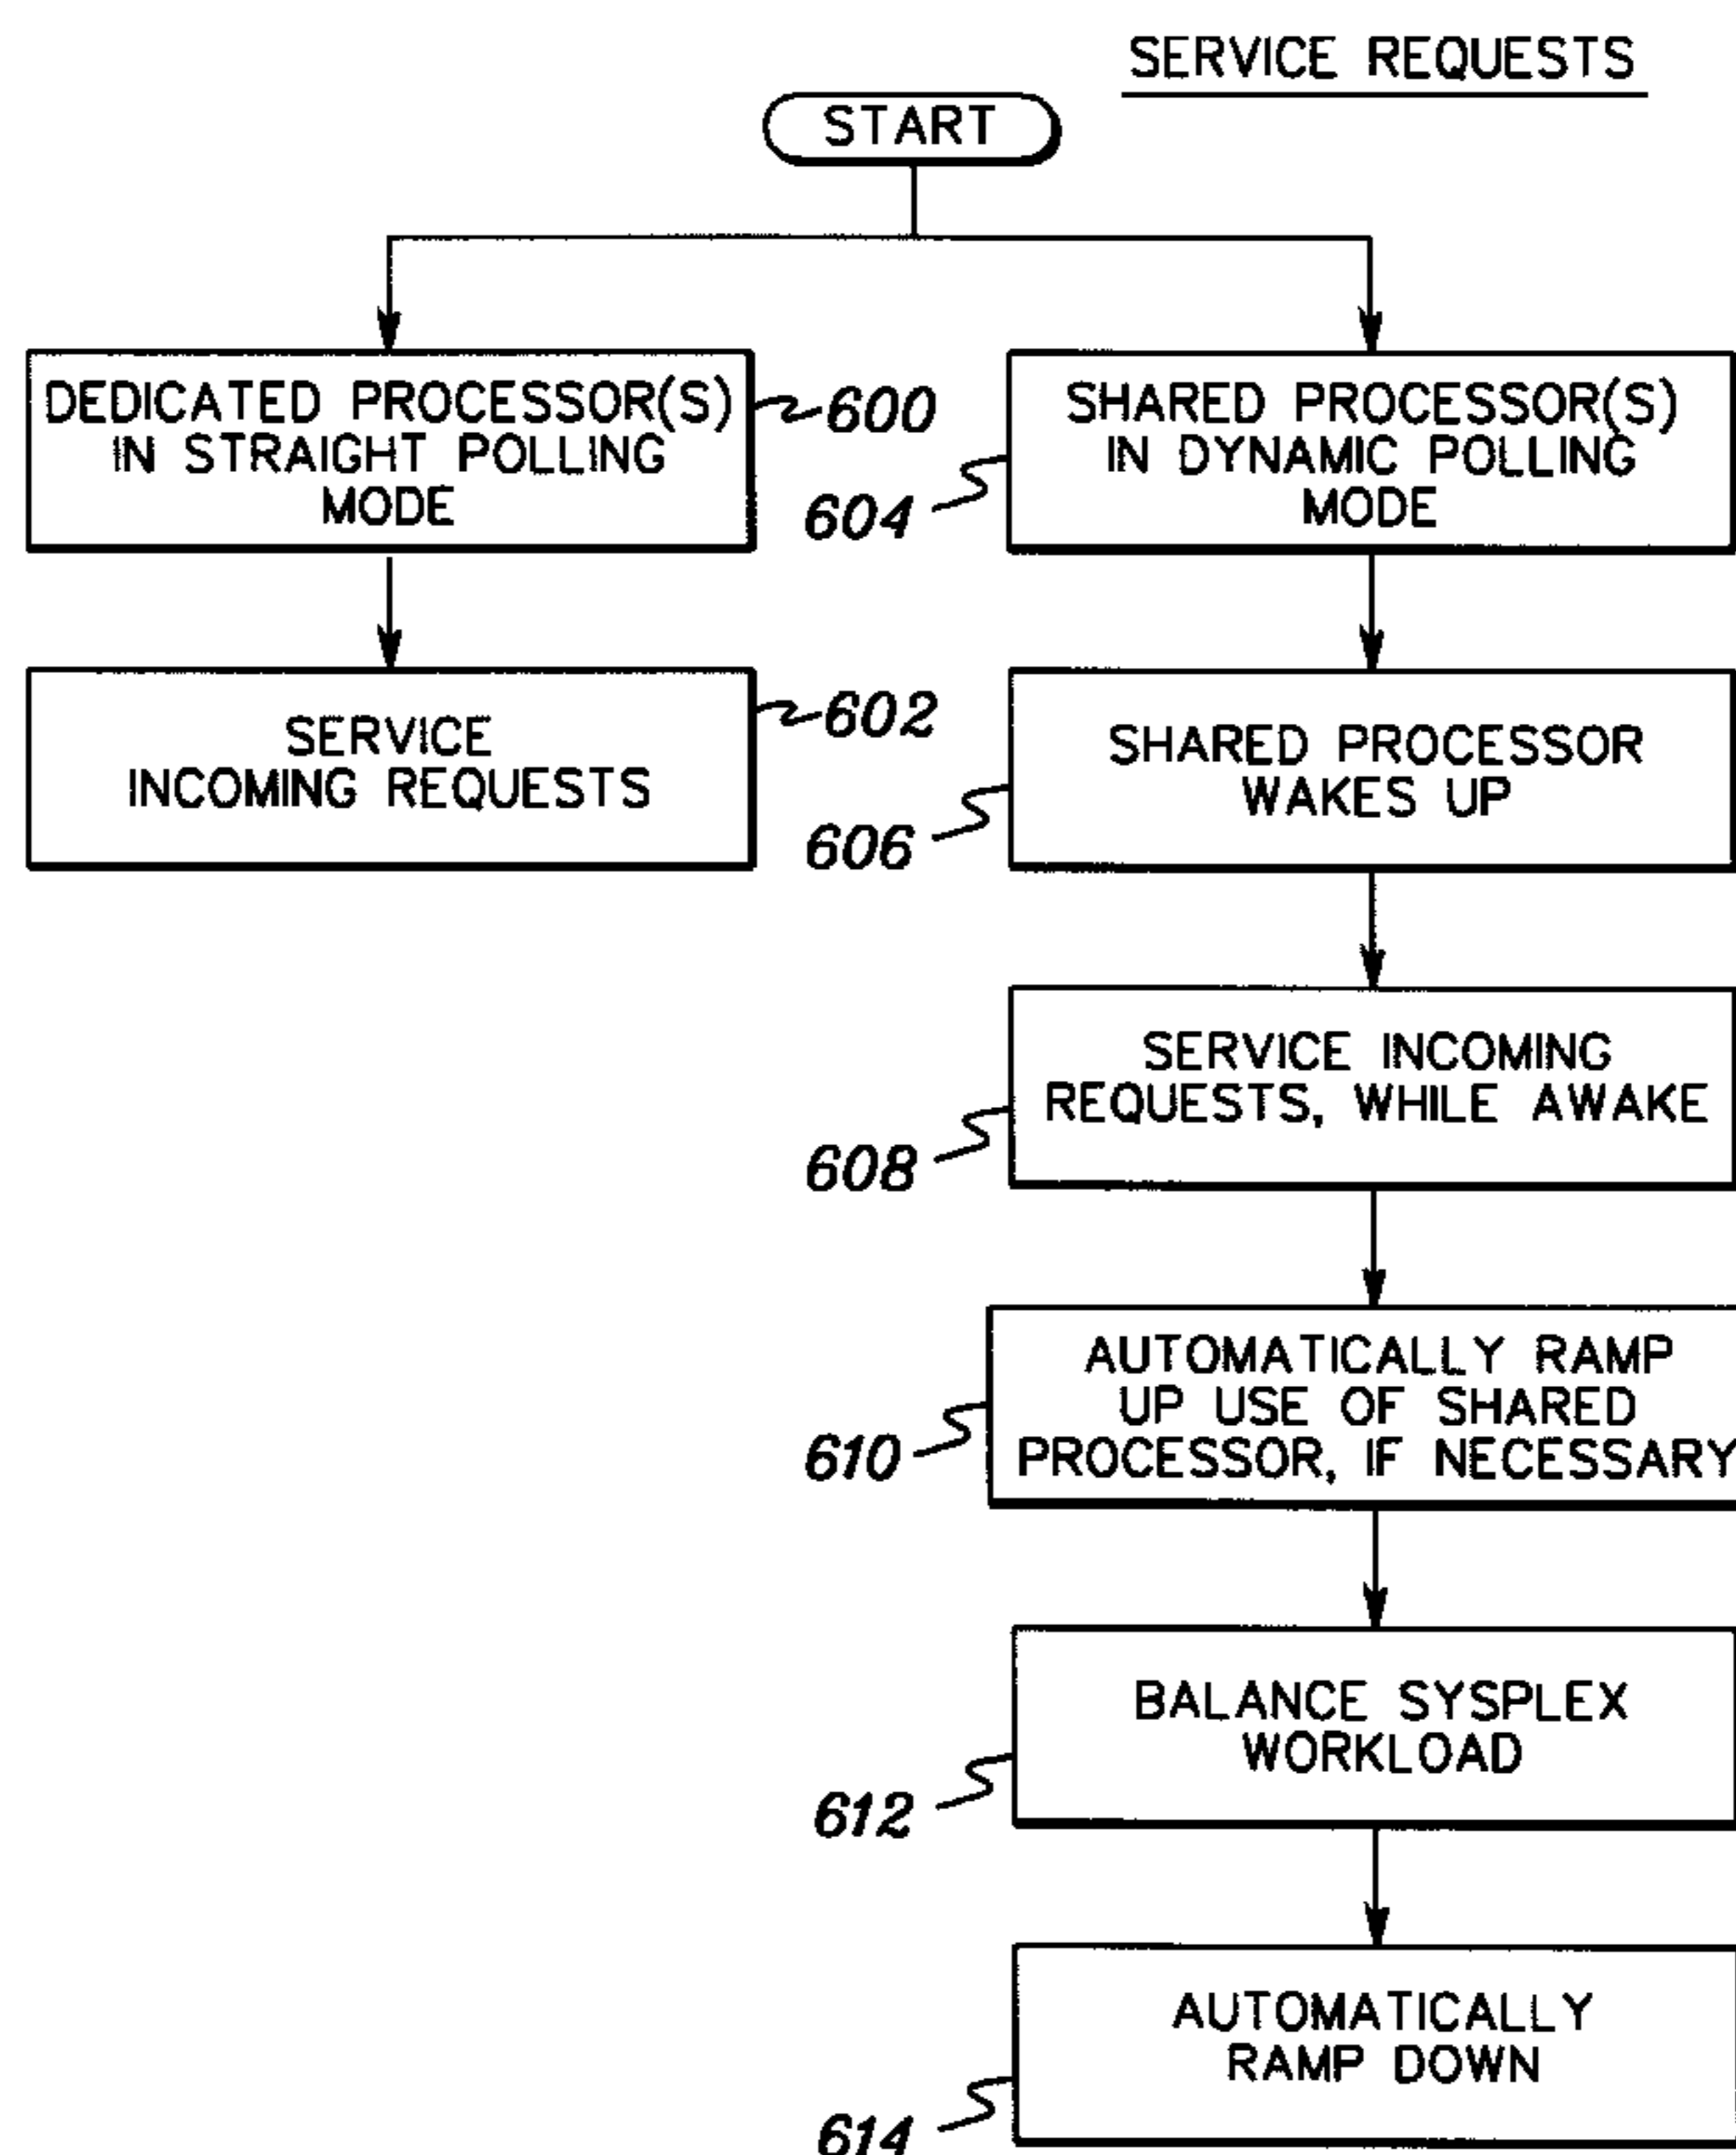 SERVICE REQUESTS
START
DEDICATED PROCESSOR(S)
IN STRAIGHT POLLING
MODE
600
SHARED PROCESSOR(S)
IN DYNAMIC POLLING
MODE
604
SERVICE
INCOMING REQUESTS
602
SHARED PROCESSOR
WAKES UP
606
SERVICE INCOMING
REQUESTS, WHILE AWAKE
608
AUTOMATICALLY RAMP
UP USE OF SHARED
PROCESSOR, IF NECESSARY
610
BALANCE SYSPLEX
WORKLOAD
612
AUTOMATICALLY
RAMP DOWN
614